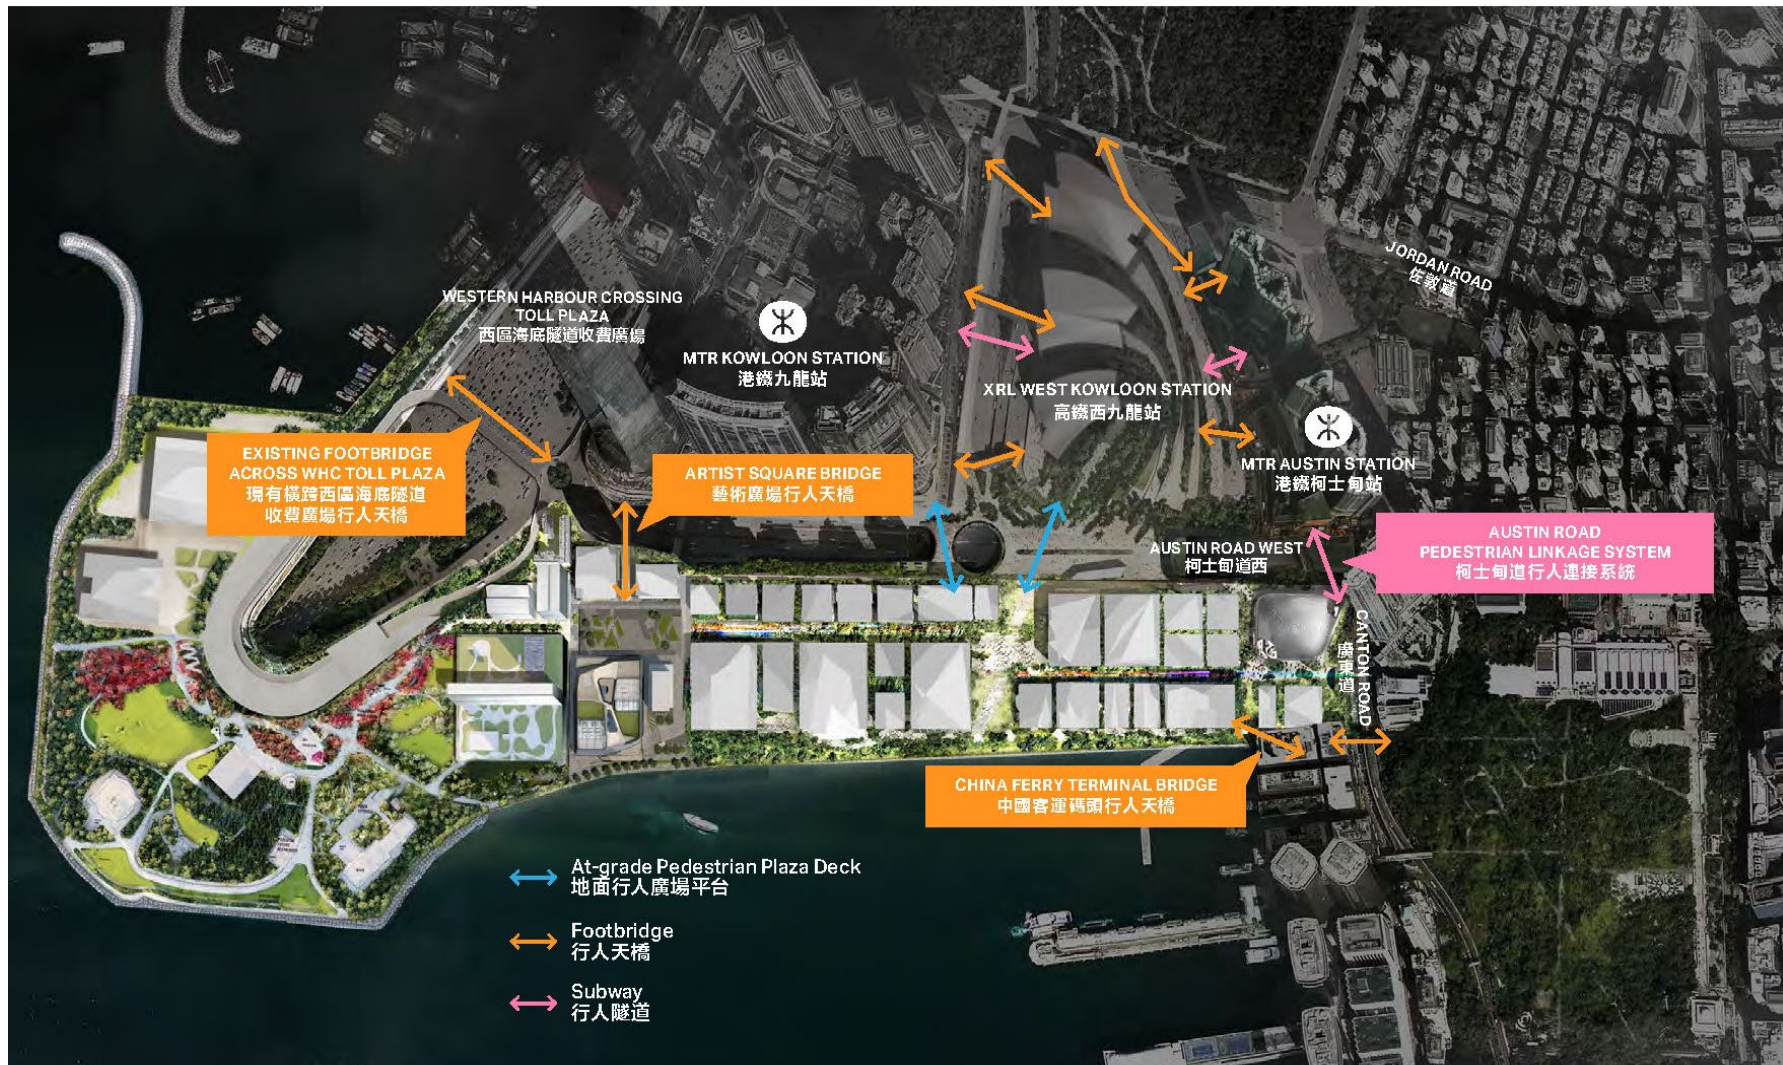 WESTERN HARBOUR CROSSING
TOLL PLAZA
西區海底隧道收費廣場
MTR KOWLOON STATION
港鐵九龍站
XRL WEST KOWLOON STATION
高鐵西九龍站
JORDAN ROAD
佐敦道
MTR AUSTIN STATION
港鐵柯士甸站
EXISTING FOOTBRIDGE
ACROSS WHC TOLL PLAZA
現有橫跨西區海底隧道
收費廣場行人天橋
ARTIST SQUARE BRIDGE
藝術廣場行人天橋
AUSTIN ROAD WEST
柯士甸道西
AUSTIN ROAD
PEDESTRIAN LINKAGE SYSTEM
柯士甸道行人連接系統
CANTON ROAD
廣東道
CHINA FERRY TERMINAL BRIDGE
中國客運碼頭行人天橋
At-grade Pedestrian Plaza Deck
地面行人廣場平台
Footbridge
行人天橋
Subway
行人隧道